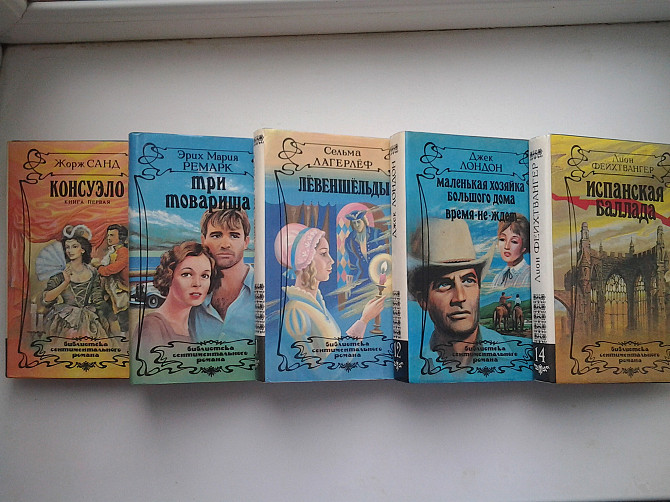 Жорж САНД
КОНСУЭЛО
КНИГА ПЕРВАЯ
библиотека
сентиментального
романа
Эрих Мария
РЕМАРК
три
товарища
библиотека
сентиментального
романа
Сельма
ЛАГЕРЛЁФ
ЛЁВЕНШЁЛЬДЫ
библиотека
сентиментального
романа
Джек ЛОНДОН
12
Джек
ЛОНДОН
маленькая хозяйка
большого дома
время-не-ждет
библиотека
сентиментального
романа
Лион ФЕЙХТВАНГЕР
14
Лион
ФЕЙХТВАНГЕР
ИСПАНСКАЯ
БАЛЛАДА
библиотека
сентиментального
романа